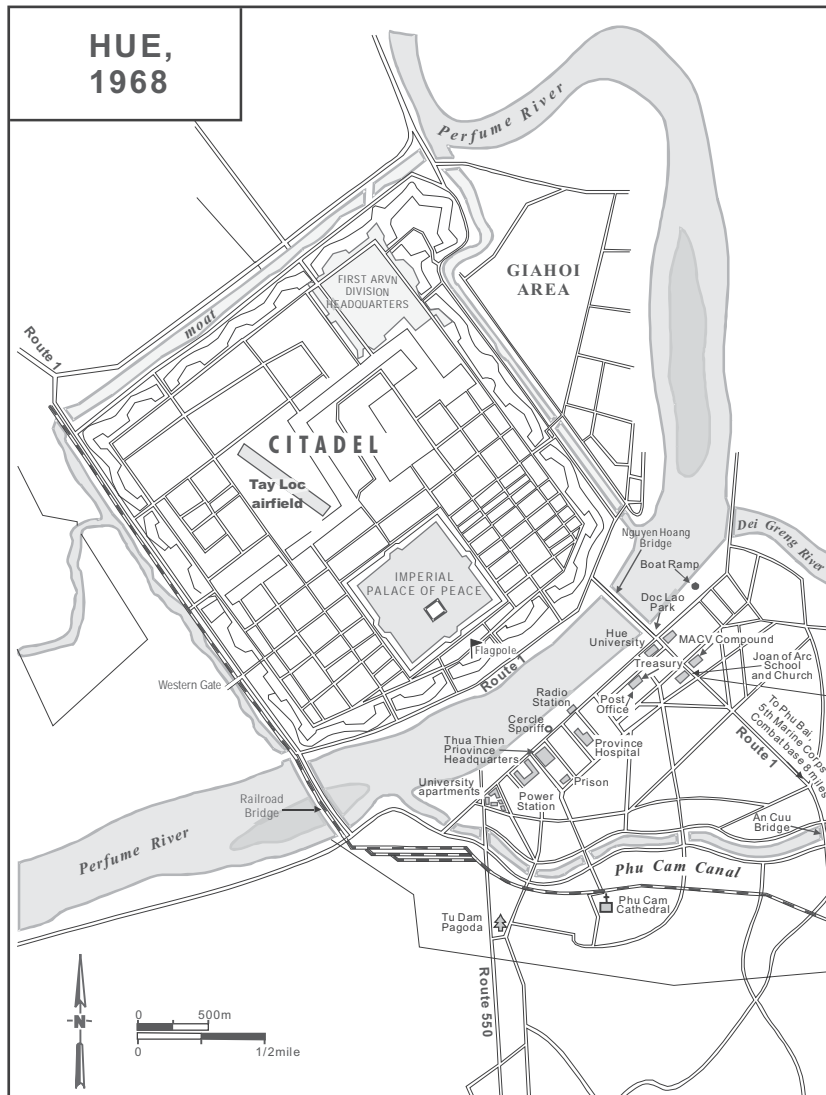 HUE,
1968
Perfume River
GIAHOI
AREA
FIRST ARVN
DIVISION
HEADQUARTERS
moat
Route 1
CITADEL
Tay Loc
airfield
Nguyen Hoang
Bridge
Dei Greng River
Boat Ramp
IMPERIAL
PALACE OF PEACE
Doc Lao
Park
Hue
University
MACV Compound
Flagpole
Treasury
Joan of Arc
School
and Church
Route 1
Western Gate
Radio
Station
Post
Office
To Phu Bai,
5th Marine Corps
Combat base 8 miles
Route 1
Cercle
Sporiff
Thua Thien
Priovince
Headquarters
Province
Hospital
University
apartments
Prison
Power
Station
Railroad
Bridge
An Cuu
Bridge
Perfume River
Phu Cam Canal
Phu Cam
Cathedral
Tu Dam
Pagoda
Route 550
N
0 500m
0 1/2mile